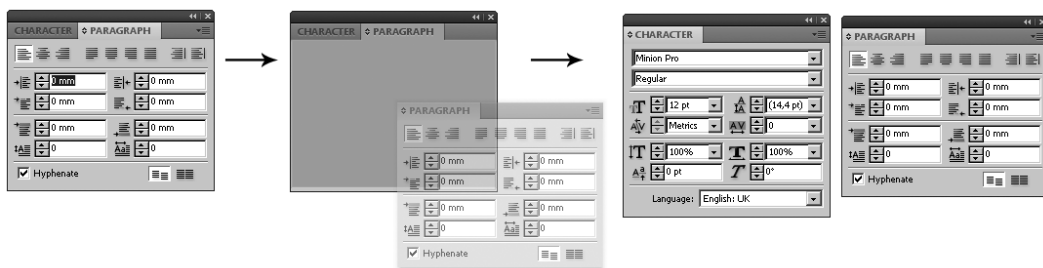 CHARACTER PARAGRAPH
0 mm 0 mm
0 mm 0 mm
0 mm 0 mm
0 0
Hyphenate
CHARACTER PARAGRAPH
PARAGRAPH
0 mm 0 mm
0 mm 0 mm
0 mm 0 mm
0 0
Hyphenate
CHARACTER
Minion Pro
Regular
12 pt (14,4 pt)
Metrics 0
100% 100%
0 pt 0°
Language: English: UK
PARAGRAPH
0 mm 0 mm
0 mm 0 mm
0 mm 0 mm
0 0
Hyphenate